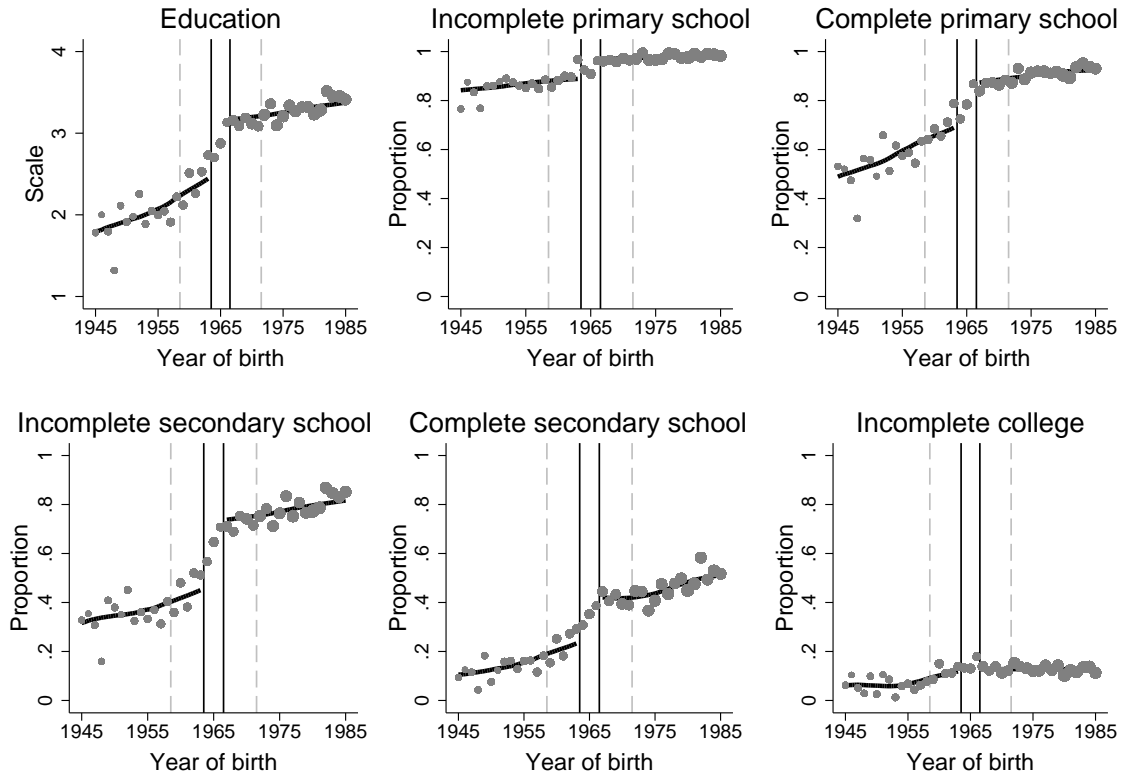 Education
Scale
4
3
2
1
1945 1955 1965 1975 1985
Year of birth
Incomplete primary school
Proportion
1
.8
.6
.4
.2
0
1945 1955 1965 1975 1985
Year of birth
Complete primary school
Proportion
1
.8
.6
.4
.2
0
1945 1955 1965 1975 1985
Year of birth
Incomplete secondary school
Proportion
1
.8
.6
.4
.2
0
1945 1955 1965 1975 1985
Year of birth
Complete secondary school
Proportion
1
.8
.6
.4
.2
0
1945 1955 1965 1975 1985
Year of birth
Incomplete college
Proportion
1
.8
.6
.4
.2
0
1945 1955 1965 1975 1985
Year of birth